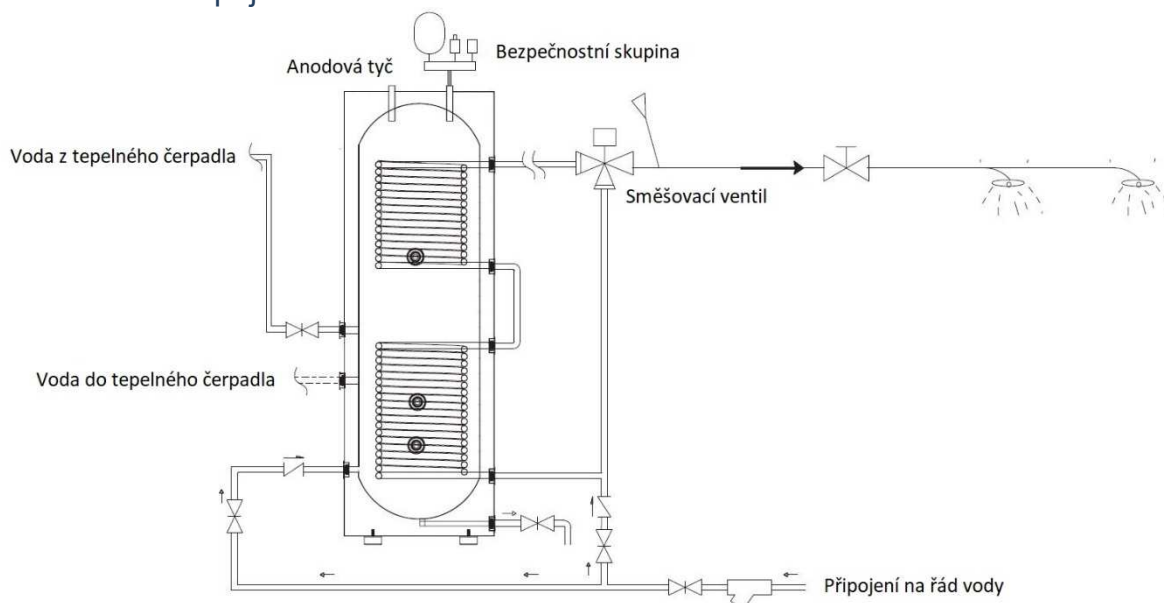 Bezpečnostní skupina
Anodová tyč
Voda z tepelného čerpadla
Směšovací ventil
Voda do tepelného čerpadla
Připojení na řád vody